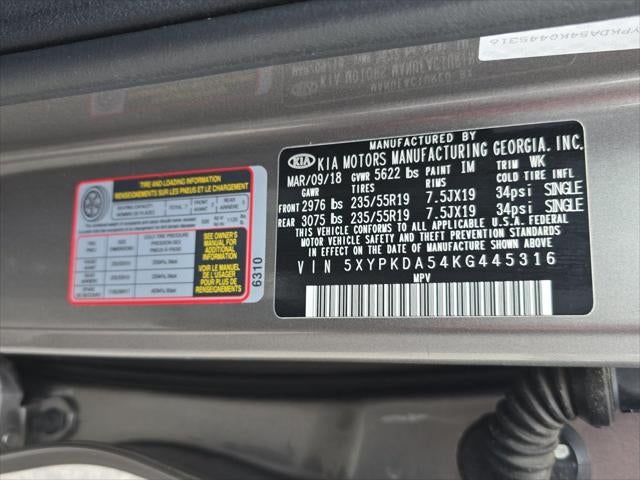 YPKDA54KG445316
MANUFACTURED BY
KIA KIA MOTORS MANUFACTURING GEORGIA. INC.
MAR/09/18 GVWR 5622 lbs PAINT IM TRIM WK
GAWR TIRES RIMS COLD TIRE INFL
FRONT 2976 lbs 235/55R19 7.5JX19 34psi SINGLE
REAR 3075 lbs 235/55R19 7.5JX19 34psi SINGLE
THIS VEHICLE CONFORMS TO ALL APPLICABLE U.S.A. FEDERAL
MOTOR VEHICLE SAFETY AND THEFT PREVENTION STANDARDS IN
EFFECT ON THE DATE OF MANUFACTURE SHOWN ABOVE.
VIN 5XYPKDA54KG445316
MPV
TIRE AND LOADING INFORMATION
RENSEIGNEMENTS SUR LES PNEUS ET LE CHARGEMENT
SEE OWNER'S
MANUAL FOR
ADDITIONAL
INFORMATION
VOIR LE MANUEL
DE L'USAGER
POUR PLUS DE
RENSEIGNEMENTS
6310